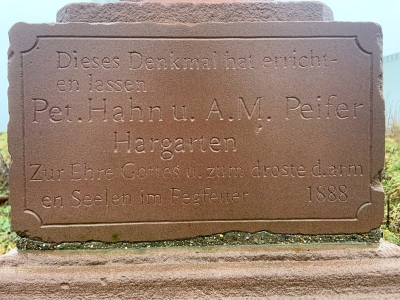 Dieses Denkmal hat erricht-
en lassen
Pet. Hahn u. A.M. Peifer
Hargarten
Zur Ehre Gottes u. zum droste d. arm
en Seelen im Fegfeuer 1888